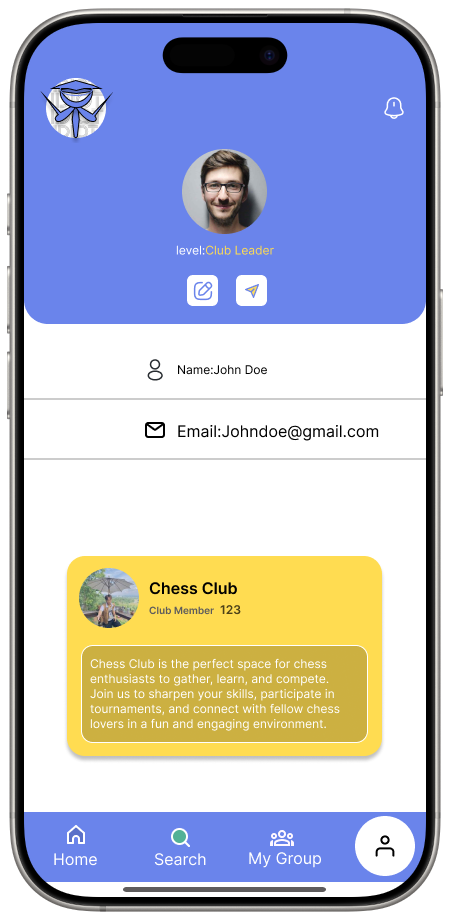 level:Club Leader
Name:John Doe
Email:Johndoe@gmail.com
Chess Club
Club Member 123
Chess Club is the perfect space for chess
enthusiasts to gather, learn, and compete.
Join us to sharpen your skills, participate in
tournaments, and connect with fellow chess
lovers in a fun and engaging environment.
Home
Search
My Group